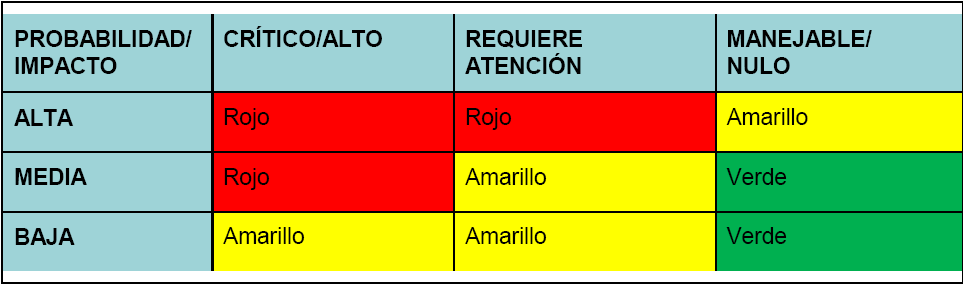 PROBABILIDAD/ CRÍTICO/ALTO REQUIERE MANEJABLE/
IMPACTO ATENCIÓN NULO
ALTA Rojo Rojo Amarillo
MEDIA Rojo Amarillo Verde
BAJA Amarillo Amarillo Verde